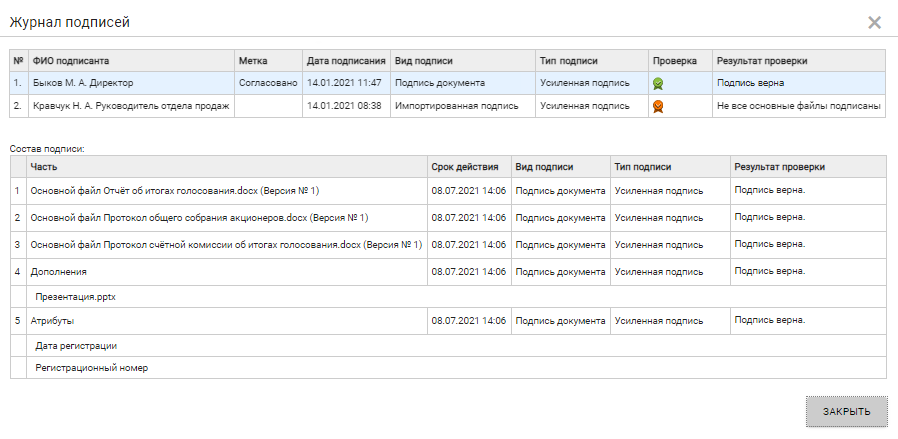 Журнал подписей
№ ФИО подписанта Метка Дата подписания Вид подписи Тип подписи Проверка Результат проверки
1. Быков М. А. Директор Согласовано 14.01.2021 11:47 Подпись документа Усиленная подпись Подпись верна
2. Кравчук Н. А. Руководитель отдела продаж 14.01.2021 08:38 Импортированная подпись Усиленная подпись Не все основные файлы подписаны
Состав подписи:
Часть Срок действия Вид подписи Тип подписи Результат проверки
1 Основной файл Отчёт об итогах голосования.docx (Версия № 1) 08.07.2021 14:06 Подпись документа Усиленная подпись Подпись верна.
2 Основной файл Протокол общего собрания акционеров.docx (Версия № 1) 08.07.2021 14:06 Подпись документа Усиленная подпись Подпись верна.
3 Основной файл Протокол счётной комиссии об итогах голосования.docx (Версия № 1) 08.07.2021 14:06 Подпись документа Усиленная подпись Подпись верна.
4 Дополнения 08.07.2021 14:06 Подпись документа Усиленная подпись Подпись верна.
Презентация.pptx
5 Атрибуты 08.07.2021 14:06 Подпись документа Усиленная подпись Подпись верна.
Дата регистрации
Регистрационный номер
ЗАКРЫТЬ